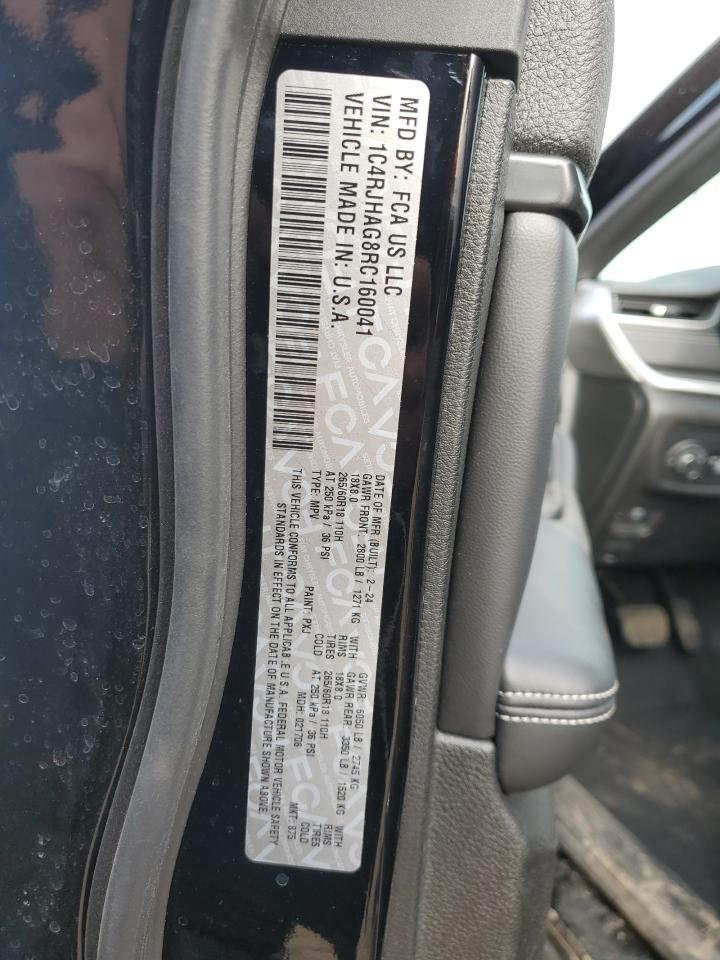 MFD BY: FCA US LLC
VIN: 1C4RJHAG8RC160041
VEHICLE MADE IN: U.S.A.
DATE OF MFR (BUILT): 2-24 GVWR: 6050 LB / 2745 KG
GAWR FRONT: 2800 LB / 1271 KG WITH GAWR REAR: 3350 LB / 1520 KG WITH
18X8.0 RIMS 18X8.0 RIMS
265/60R18 110H TIRES 265/60R18 110H TIRES
AT 250 kPa / 36 PSI COLD AT 250 kPa / 36 PSI COLD
TYPE: MPV PAINT: PXJ MDH: 021706 MKT: 875
THIS VEHICLE CONFORMS TO ALL APPLICABLE U.S.A. FEDERAL MOTOR VEHICLE SAFETY
STANDARDS IN EFFECT ON THE DATE OF MANUFACTURE SHOWN ABOVE.